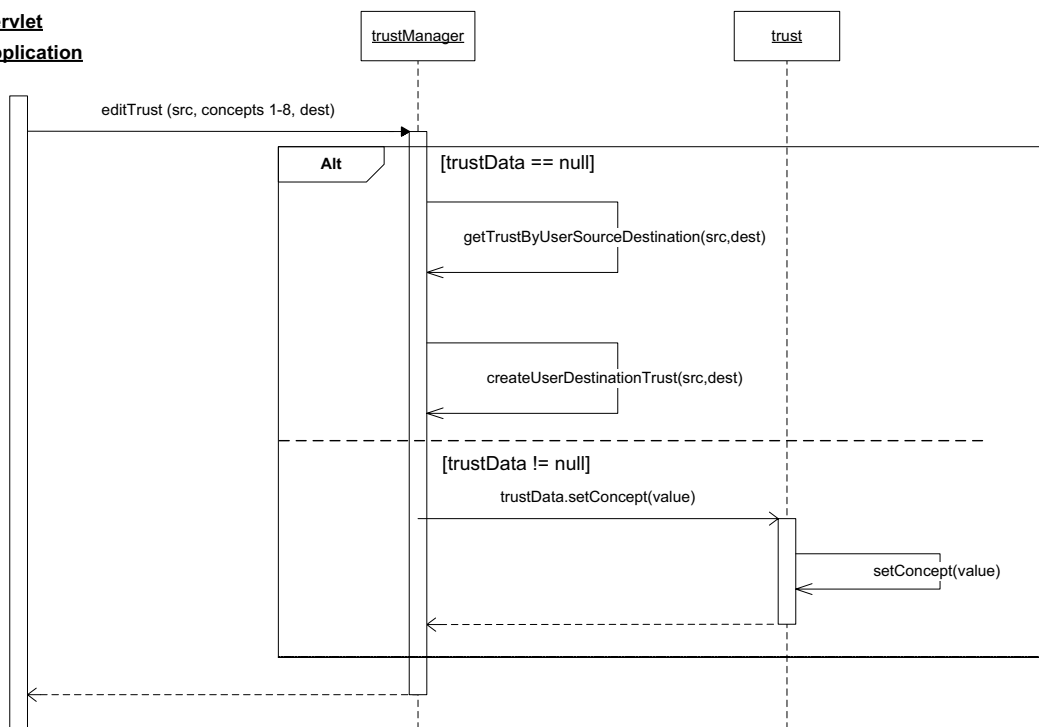 ervlet
plication
trustManager
trust
editTrust (src, concepts 1-8, dest)
Alt
[trustData == null]
getTrustByUserSourceDestination(src,dest)
createUserDestinationTrust(src,dest)
[trustData != null]
trustData.setConcept(value)
setConcept(value)